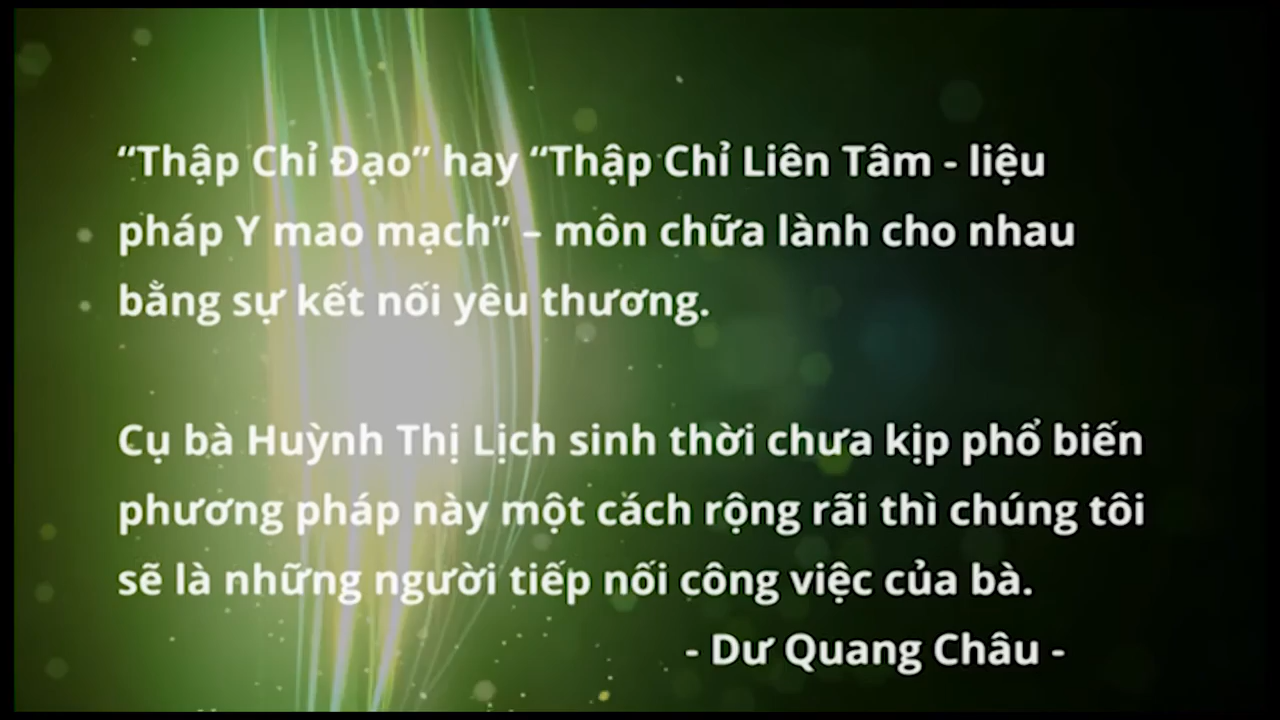 “Thập Chỉ Đạo” hay “Thập Chỉ Liên Tâm - liệu
pháp Y mao mạch” – môn chữa lành cho nhau
bằng sự kết nối yêu thương.
Cụ bà Huỳnh Thị Lịch sinh thời chưa kịp phổ biến
phương pháp này một cách rộng rãi thì chúng tôi
sẽ là những người tiếp nối công việc của bà.
- Dư Quang Châu -